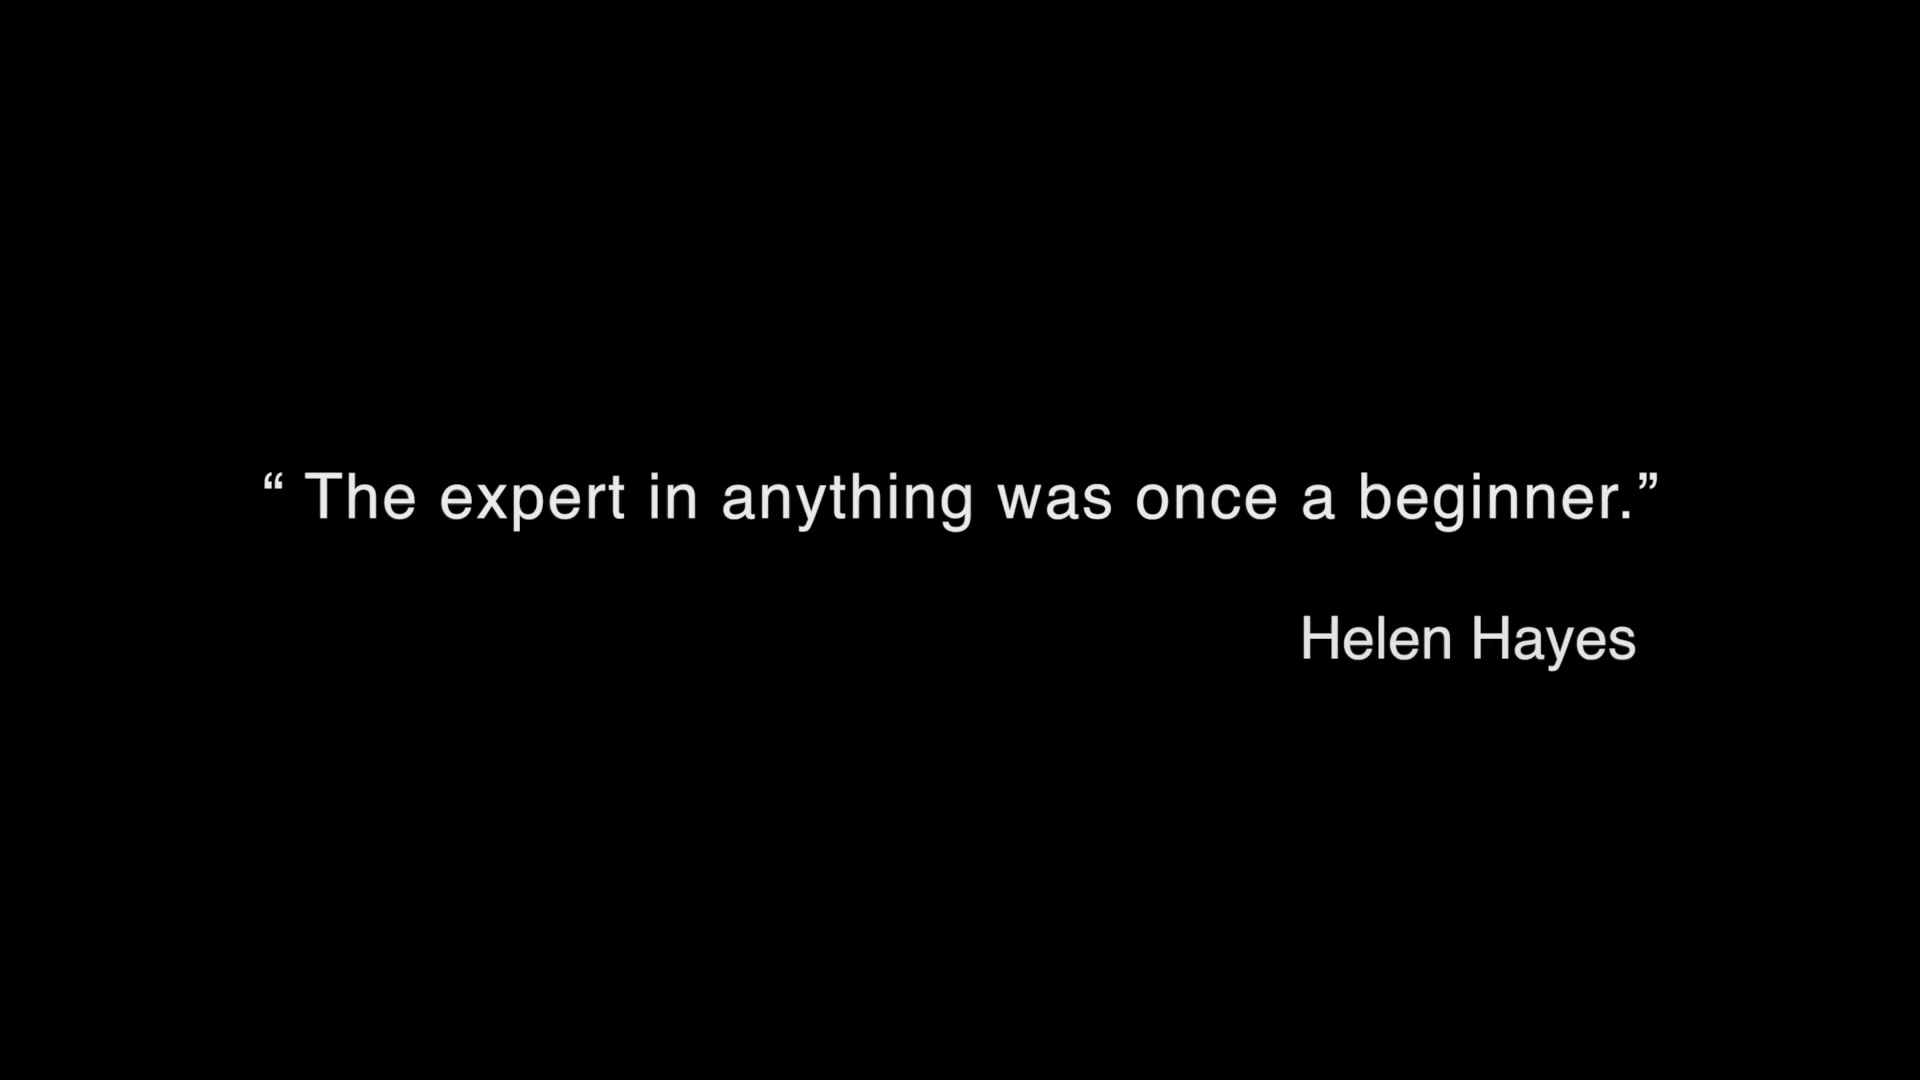 “ The expert in anything was once a beginner.”
Helen Hayes